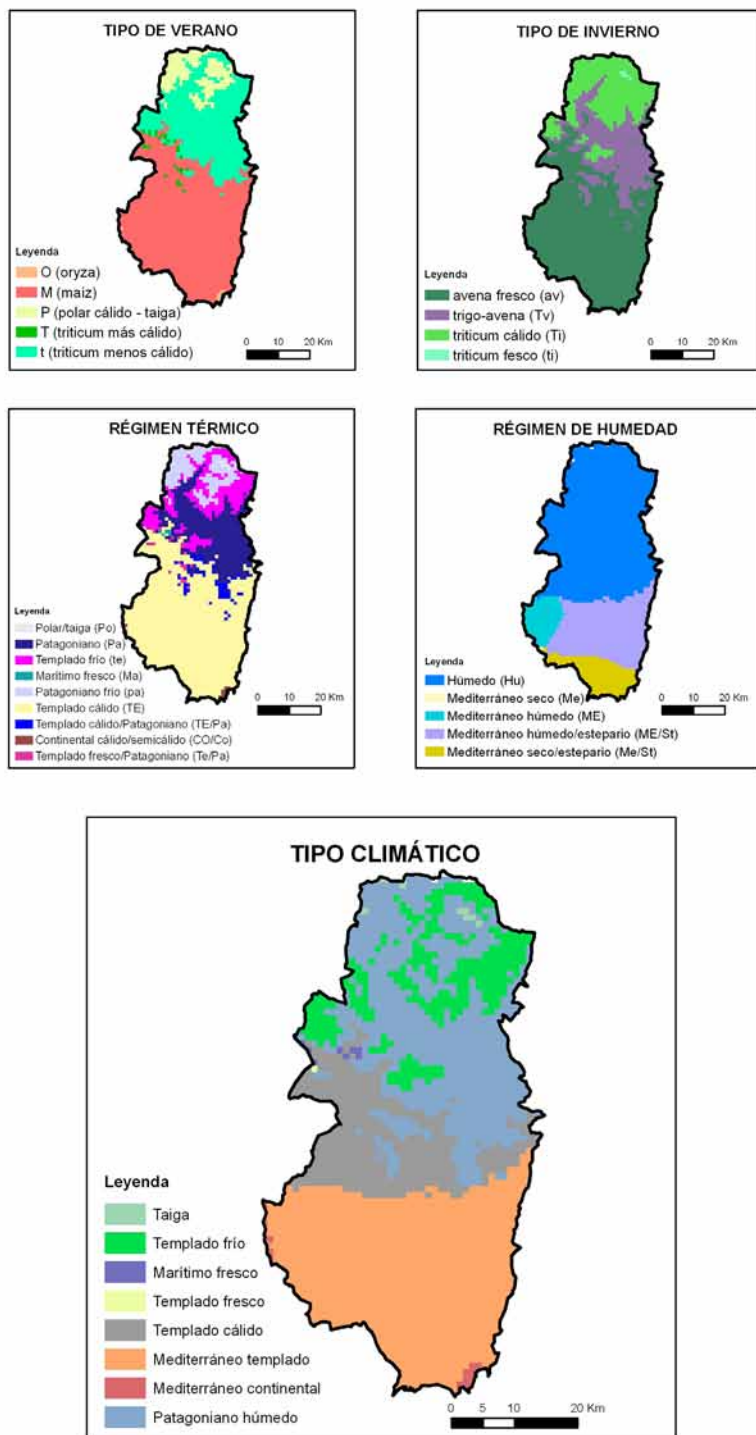 TIPO DE VERANO
Leyenda
O (oryza)
M (maíz)
P (polar cálido - taiga)
T (triticum más cálido)
t (triticum menos cálido)
0 10 20 Km
TIPO DE INVIERNO
Leyenda
avena fresco (av)
trigo-avena (Tv)
triticum cálido (Ti)
triticum fesco (ti)
0 10 20 Km
RÉGIMEN TÉRMICO
Leyenda
Polar/taiga (Po)
Patagoniano (Pa)
Templado frío (te)
Marítimo fresco (Ma)
Patagoniano frío (pa)
Templado cálido (TE)
Templado cálido/Patagoniano (TE/Pa)
Continental cálido/semicálido (CO/Co)
Templado fresco/Patagoniano (Te/Pa)
0 10 20 Km
RÉGIMEN DE HUMEDAD
Leyenda
Húmedo (Hu)
Mediterráneo seco (Me)
Mediterráneo húmedo (ME)
Mediterráneo húmedo/estepario (ME/St)
Mediterráneo seco/estepario (Me/St)
0 10 20 Km
TIPO CLIMÁTICO
Leyenda
Taiga
Templado frío
Marítimo fresco
Templado fresco
Templado cálido
Mediterráneo templado
Mediterráneo continental
Patagoniano húmedo
0 5 10 20 Km